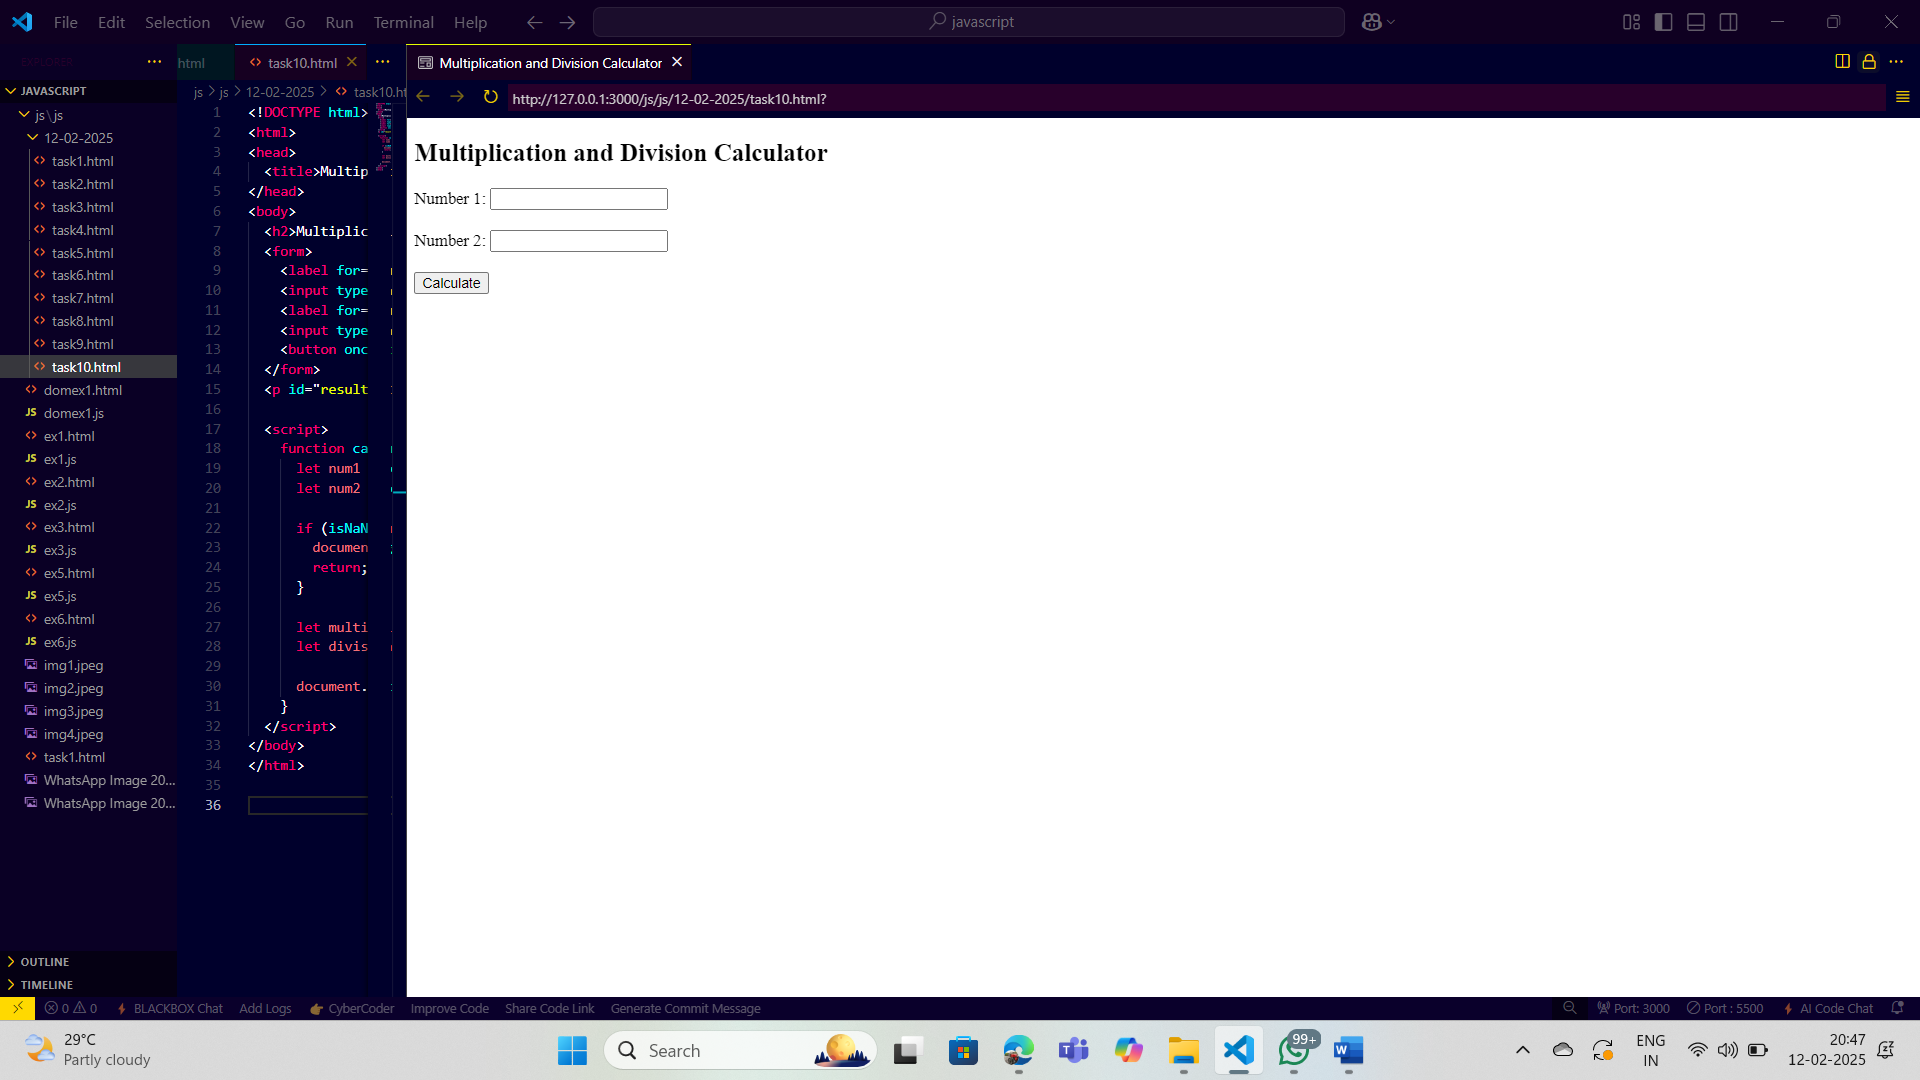 File Edit Selection View Go Run Terminal Help
javascript
EXPLORER
html
task10.html
Multiplication and Division Calculator
JAVASCRIPT
js\js
12-02-2025
task1.html
task2.html
task3.html
task4.html
task5.html
task6.html
task7.html
task8.html
task9.html
task10.html
domex1.html
JS domex1.js
ex1.html
JS ex1.js
ex2.html
JS ex2.js
ex3.html
JS ex3.js
ex5.html
JS ex5.js
ex6.html
JS ex6.js
img1.jpeg
img2.jpeg
img3.jpeg
img4.jpeg
task1.html
WhatsApp Image 20...
WhatsApp Image 20...
OUTLINE
TIMELINE
js > js > 12-02-2025 > task10.ht
1 <!DOCTYPE html>
2 <html>
3 <head>
4 <title>Multip
5 </head>
6 <body>
7 <h2>Multiplic
8 <form>
9 <label for=
10 <input type
11 <label for=
12 <input type
13 <button onc
14 </form>
15 <p id="result
16
17 <script>
18 function ca
19 let num1
20 let num2
21
22 if (isNaN
23 documen
24 return;
25 }
26
27 let multi
28 let divis
29
30 document.
31 }
32 </script>
33 </body>
34 </html>
35
36
http://127.0.0.1:3000/js/js/12-02-2025/task10.html?
Multiplication and Division Calculator
Number 1:
Number 2:
Calculate
0 0 BLACKBOX Chat Add Logs CyberCoder Improve Code Share Code Link Generate Commit Message Port: 3000 Port : 5500 AI Code Chat
29°C
Partly cloudy
Search
99+
ENG
IN
20:47
12-02-2025